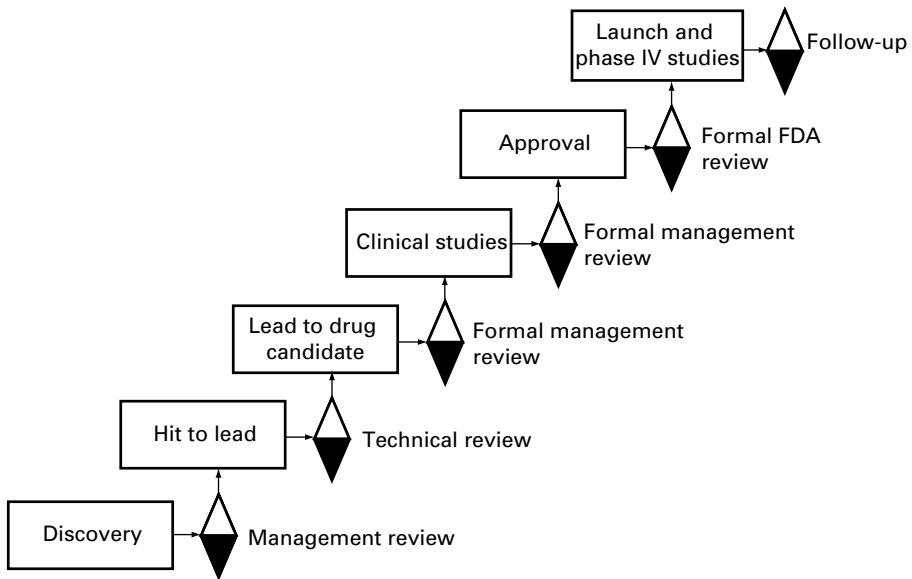 Launch and
phase IV studies
Follow-up
Approval
Formal FDA
review
Clinical studies
Formal management
review
Lead to drug
candidate
Formal management
review
Hit to lead
Technical review
Discovery
Management review